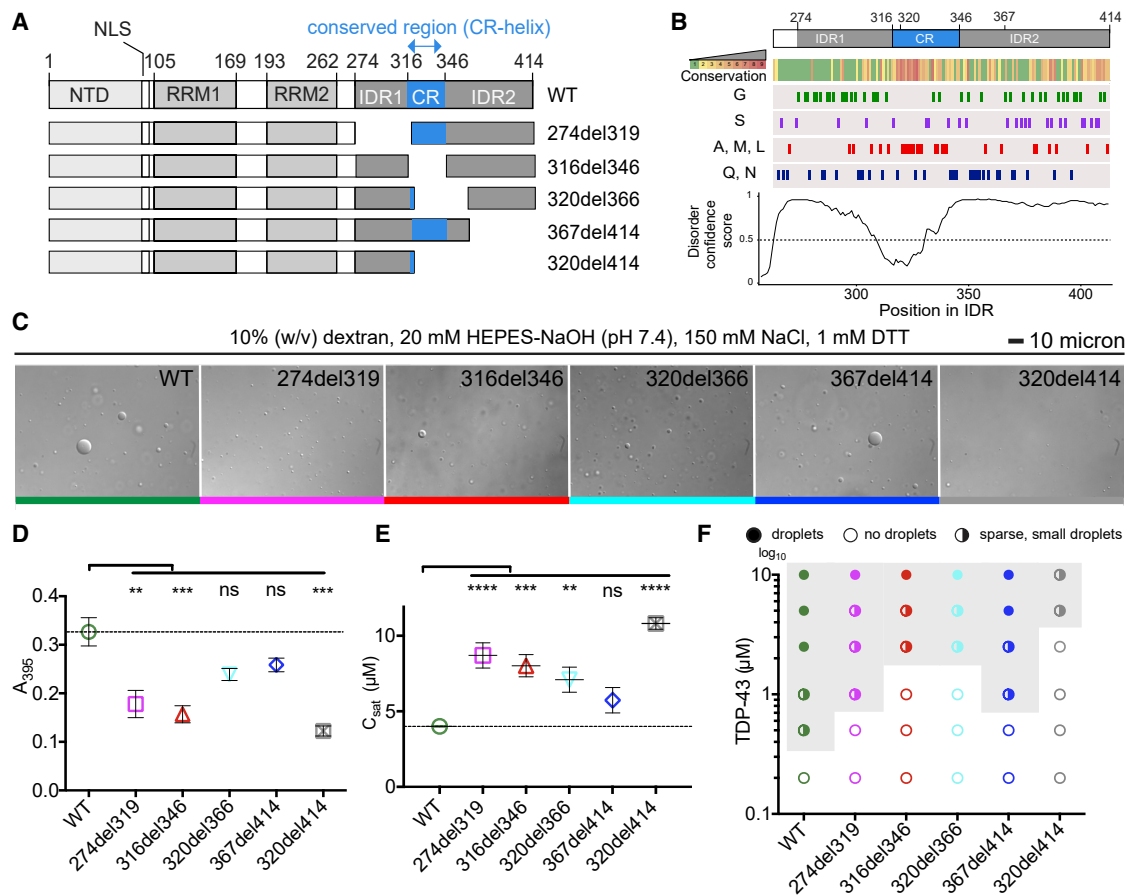 A
conserved region (CR-helix)
NLS
1 105 169 193 262 274 316 346 414
NTD RRM1 RRM2 IDR1 CR IDR2 WT
274del319
316del346
320del366
367del414
320del414
B
274 316 320 346 367 414
IDR1 CR IDR2
1 2 3 4 5 6 7 8 9
Conservation
G
S
A, M, L
Q, N
Disorder
confidence
score
1
0.5
0
300 350 400
Position in IDR
C
10% (w/v) dextran, 20 mM HEPES-NaOH (pH 7.4), 150 mM NaCl, 1 mM DTT
10 micron
WT 274del319 316del346 320del366 367del414 320del414
D
** *** ns ns ***
0.4
0.3
0.2
0.1
0.0
A395
WT 274del319 316del346 320del366 367del414 320del414
E
**** *** ** ns ****
10
5
0
Csat (μM)
WT 274del319 316del346 320del366 367del414 320del414
F
droplets no droplets sparse, small droplets
log10
10
1
0.1
TDP-43 (μM)
WT 274del319 316del346 320del366 367del414 320del414